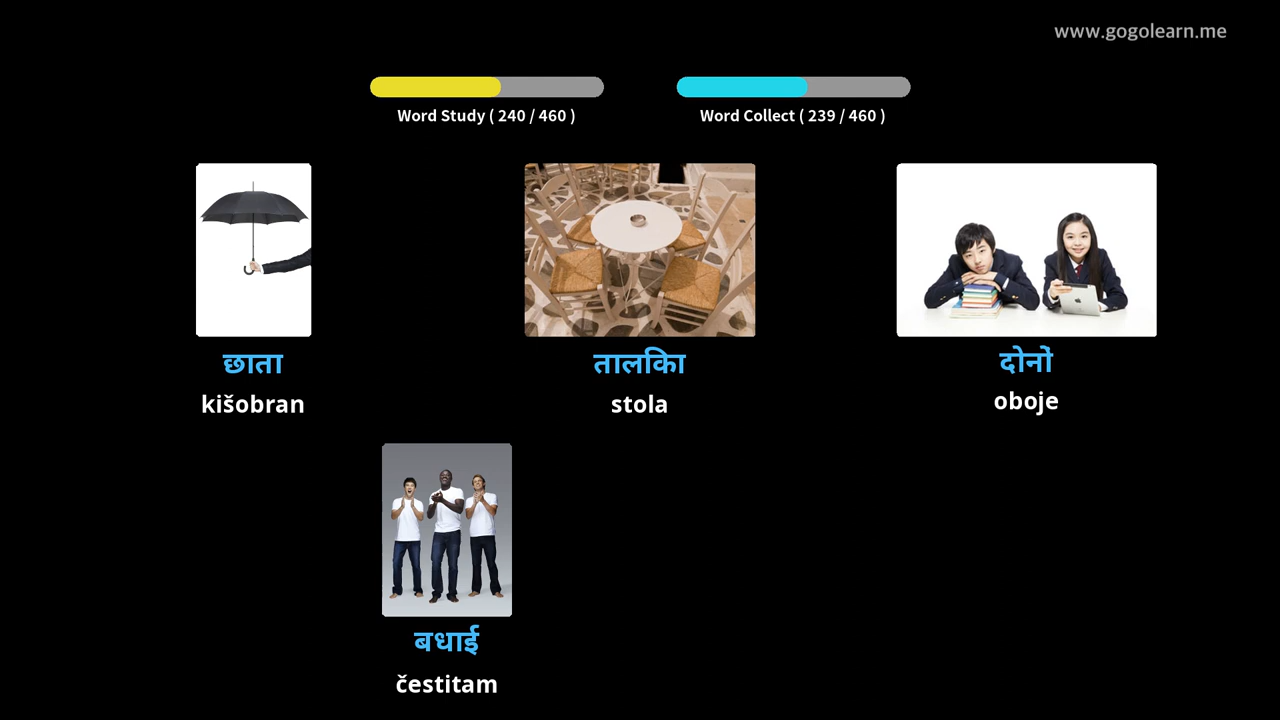 www.gogolearn.me
Word Study ( 240 / 460 )
Word Collect ( 239 / 460 )
छाता
kišobran
तालिका
stola
दोनों
oboje
बधाई
čestitam